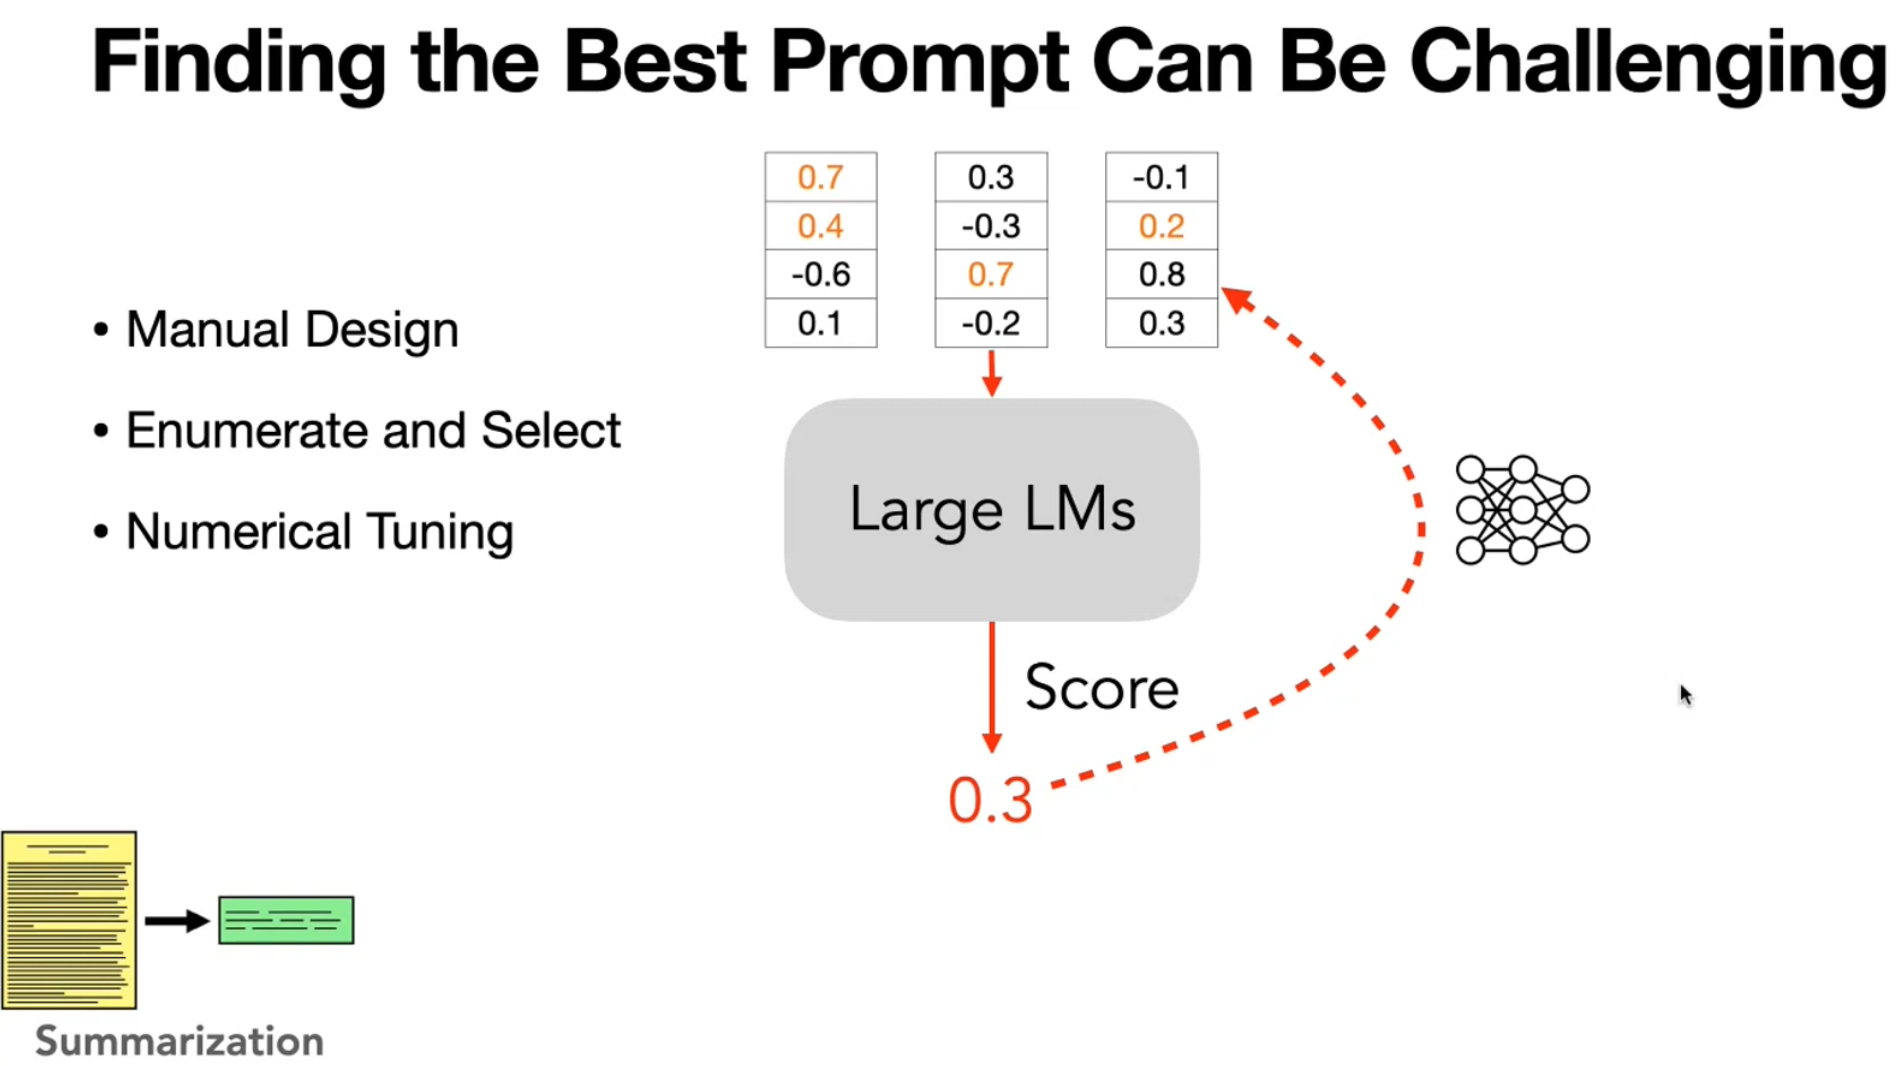 Finding the Best Prompt Can Be Challenging
• Manual Design
• Enumerate and Select
• Numerical Tuning
0.7 0.3 -0.1
0.4 -0.3 0.2
-0.6 0.7 0.8
0.1 -0.2 0.3
Large LMs
Score
0.3
Summarization